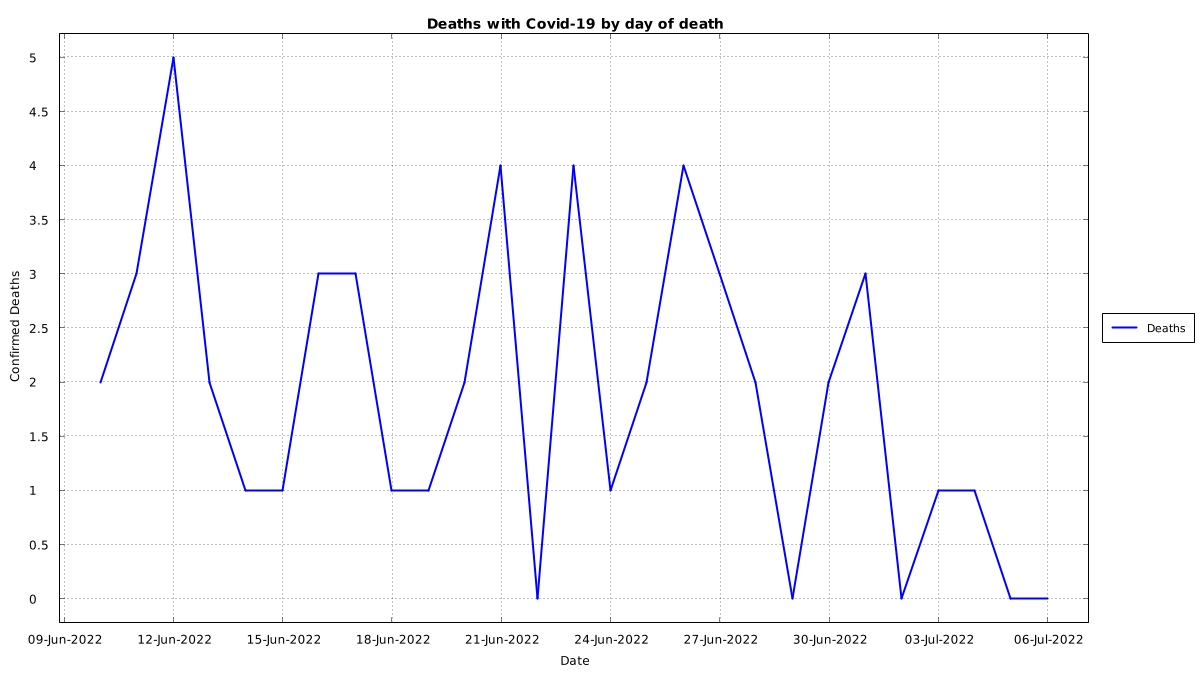 Deaths with Covid-19 by day of death
Confirmed Deaths
5
4.5
4
3.5
3
2.5
2
1.5
1
0.5
0
09-Jun-2022 12-Jun-2022 15-Jun-2022 18-Jun-2022 21-Jun-2022 24-Jun-2022 27-Jun-2022 30-Jun-2022 03-Jul-2022 06-Jul-2022
Date
Deaths